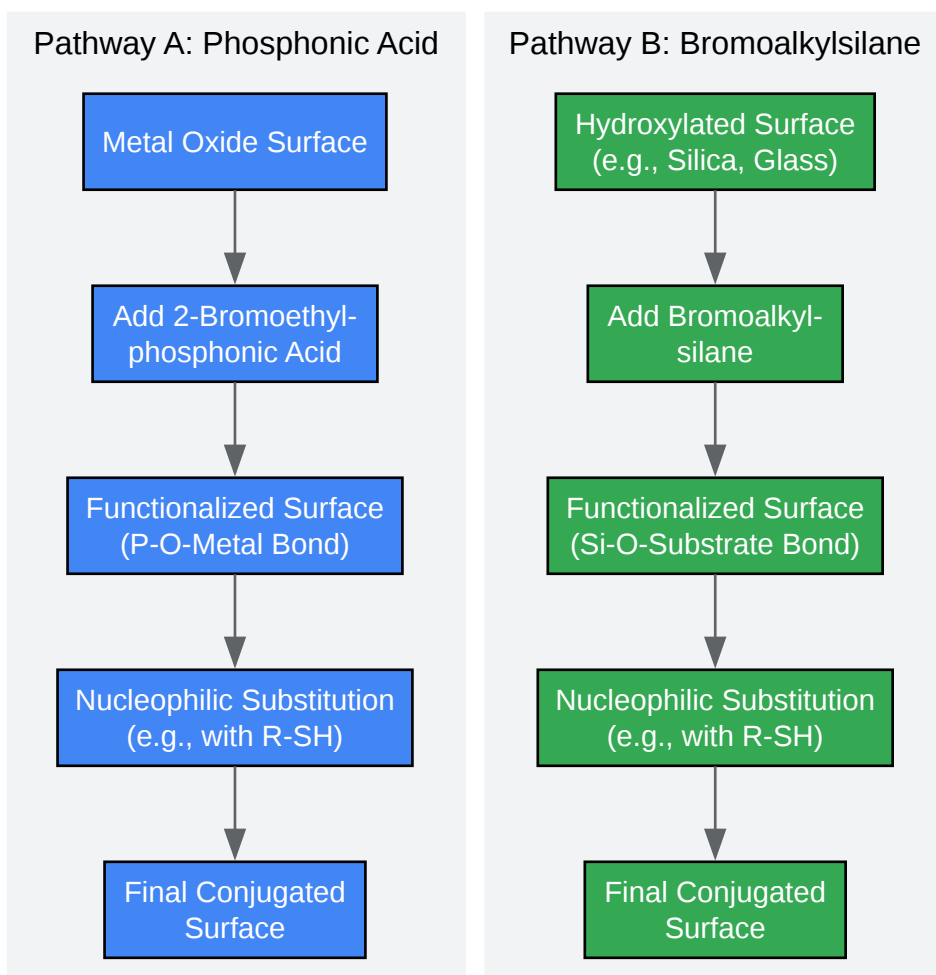 Pathway A: Phosphonic Acid
Metal Oxide Surface
Add 2-Bromoethyl-
phosphonic Acid
Functionalized Surface
(P-O-Metal Bond)
Nucleophilic Substitution
(e.g., with R-SH)
Final Conjugated
Surface
Pathway B: Bromoalkylsilane
Hydroxylated Surface
(e.g., Silica, Glass)
Add Bromoalkyl-
silane
Functionalized Surface
(Si-O-Substrate Bond)
Nucleophilic Substitution
(e.g., with R-SH)
Final Conjugated
Surface